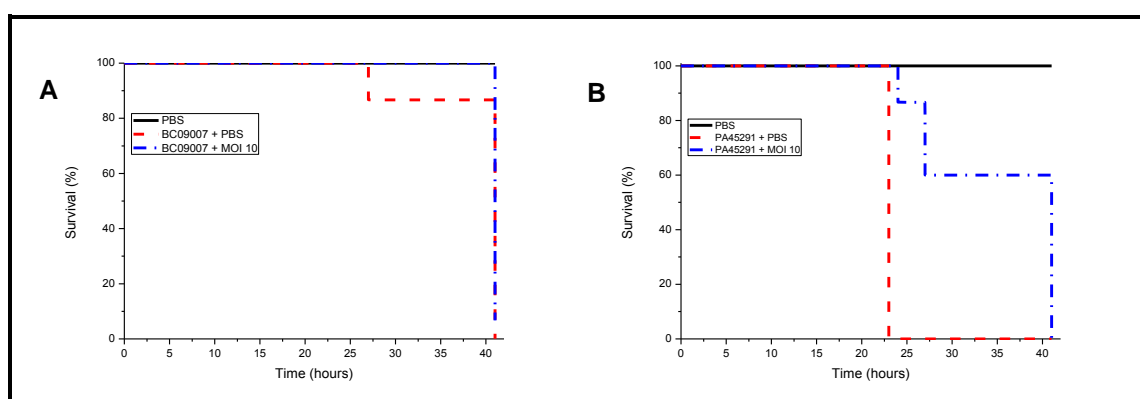 A
100
80
60
40
20
0
Survival (%)
PBS
BC09007 + PBS
BC09007 + MOI 10
0 5 10 15 20 25 30 35 40
Time (hours)
B
100
80
60
40
20
0
Survival (%)
PBS
PA45291 + PBS
PA45291 + MOI 10
0 5 10 15 20 25 30 35 40
Time (hours)